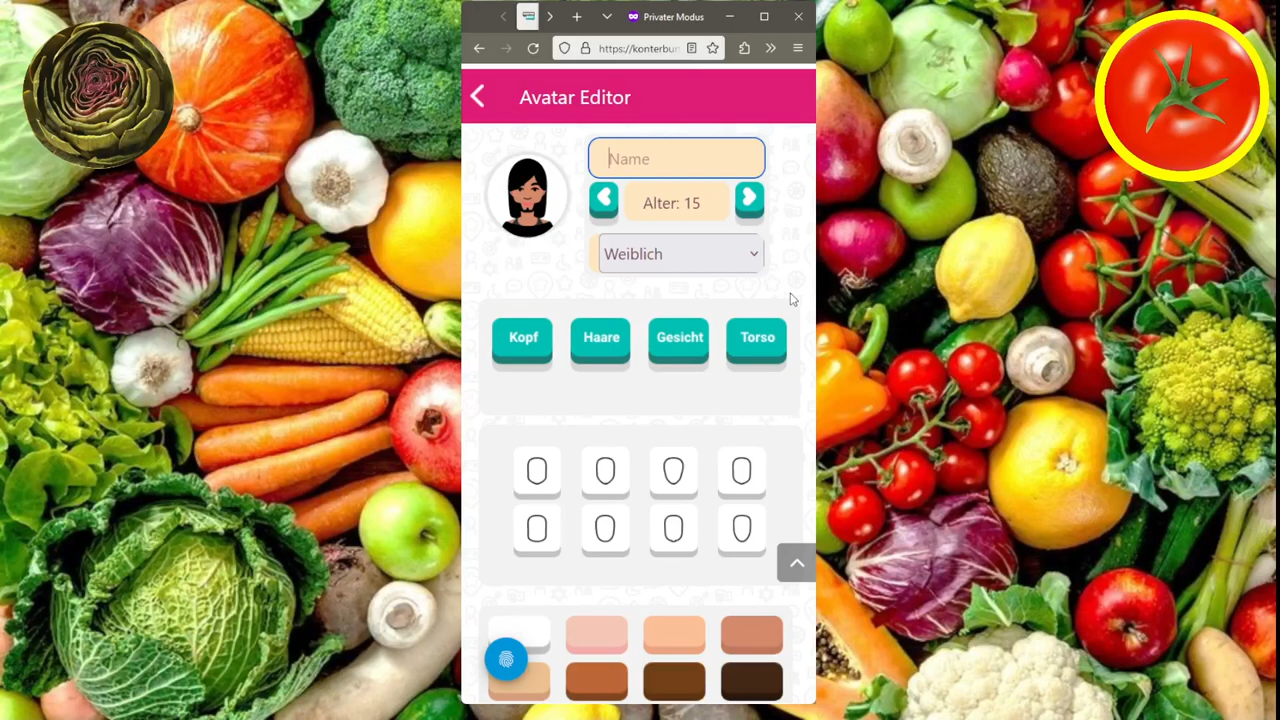 Privater Modus
https://konterbun
Avatar Editor
Name
Alter: 15
Weiblich
Kopf
Haare
Gesicht
Torso